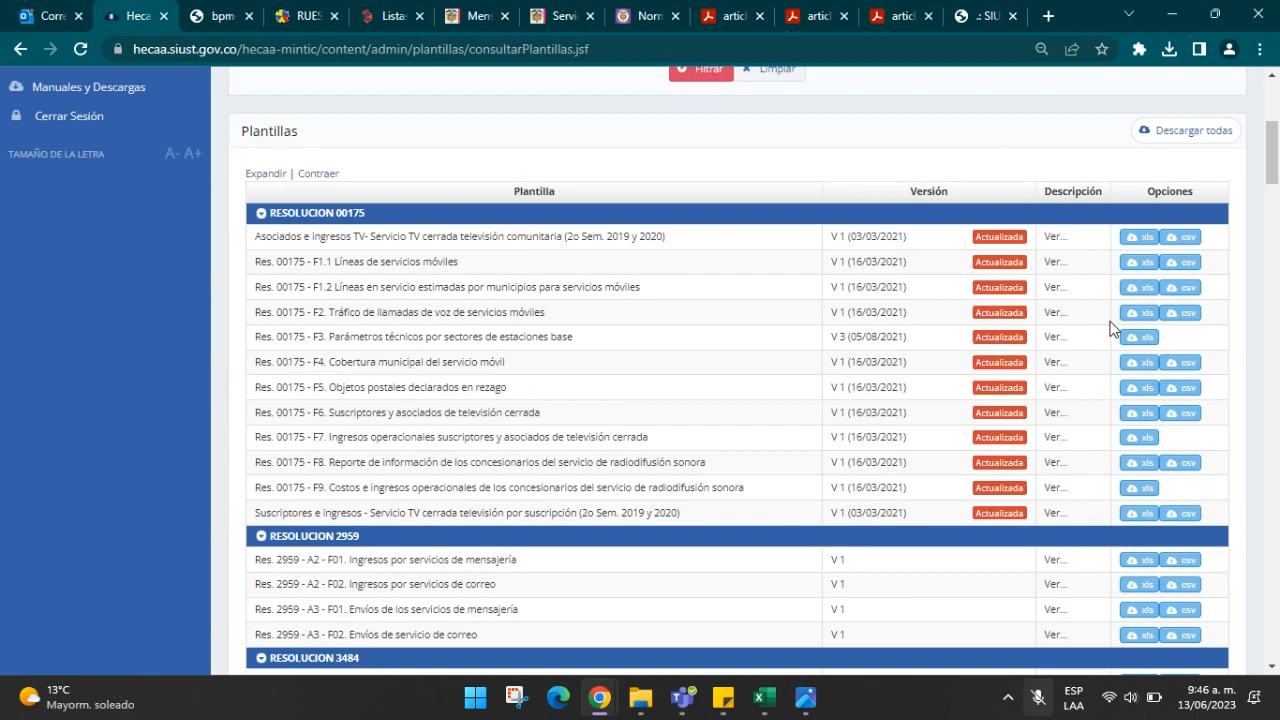 Corre
Hecaa
bpm-
RUES
Listas
Mens
Servi
Norm
articl
articl
articl
.: SIU
hecaa.siust.gov.co/hecaa-mintic/content/admin/plantillas/consultarPlantillas.jsf
Manuales y Descargas
Cerrar Sesión
TAMAÑO DE LA LETRA A- A+
Filtrar Limpiar
Plantillas
Descargar todas
Expandir | Contraer
Plantilla Versión Descripción Opciones
RESOLUCION 00175
Asociados e ingresos TV- Servicio TV cerrada televisión comunitaria (2o Sem. 2019 y 2020) V 1 (03/03/2021) Actualizada Ver... xls csv
Res. 00175 - F1.1 Líneas de servicios móviles V 1 (16/03/2021) Actualizada Ver... xls csv
Res. 00175 - F1.2 Líneas en servicio estimadas por municipios para servicios móviles V 1 (16/03/2021) Actualizada Ver... xls csv
Res. 00175 - F2. Tráfico de llamadas de voz de servicios móviles V 1 (16/03/2021) Actualizada Ver... xls csv
Res. 00175 - F3. Parámetros técnicos por sectores de estaciones base V 3 (05/08/2021) Actualizada Ver... xls
Res. 00175 - F4. Cobertura municipal del servicio móvil V 1 (16/03/2021) Actualizada Ver... xls csv
Res. 00175 - F5. Objetos postales declarados en rezago V 1 (16/03/2021) Actualizada Ver... xls csv
Res. 00175 - F6. Suscriptores y asociados de televisión cerrada V 1 (16/03/2021) Actualizada Ver... xls csv
Res. 00175 - F7. Ingresos operacionales suscriptores y asociados de televisión cerrada V 1 (16/03/2021) Actualizada Ver... xls
Res. 00175 - F8. Reporte de información de los concesionarios del servicio de radiodifusión sonora V 1 (16/03/2021) Actualizada Ver... xls csv
Res. 00175 - F9. Costos e ingresos operacionales de los concesionarios del servicio de radiodifusión sonora V 1 (16/03/2021) Actualizada Ver... xls
Suscriptores e ingresos - Servicio TV cerrada televisión por suscripción (2o Sem. 2019 y 2020) V 1 (03/03/2021) Actualizada Ver... xls csv
RESOLUCION 2959
Res. 2959 - A2 - F01. Ingresos por servicios de mensajería V 1 Ver... xls csv
Res. 2959 - A2 - F02. Ingresos por servicios de correo V 1 Ver... xls csv
Res. 2959 - A3 - F01. Envíos de los servicios de mensajería V 1 Ver... xls csv
Res. 2959 - A3 - F02. Envíos de servicio de correo V 1 Ver... xls csv
RESOLUCION 3484
13°C
Mayorm. soleado
ESP
LAA
9:46 a. m.
13/06/2023